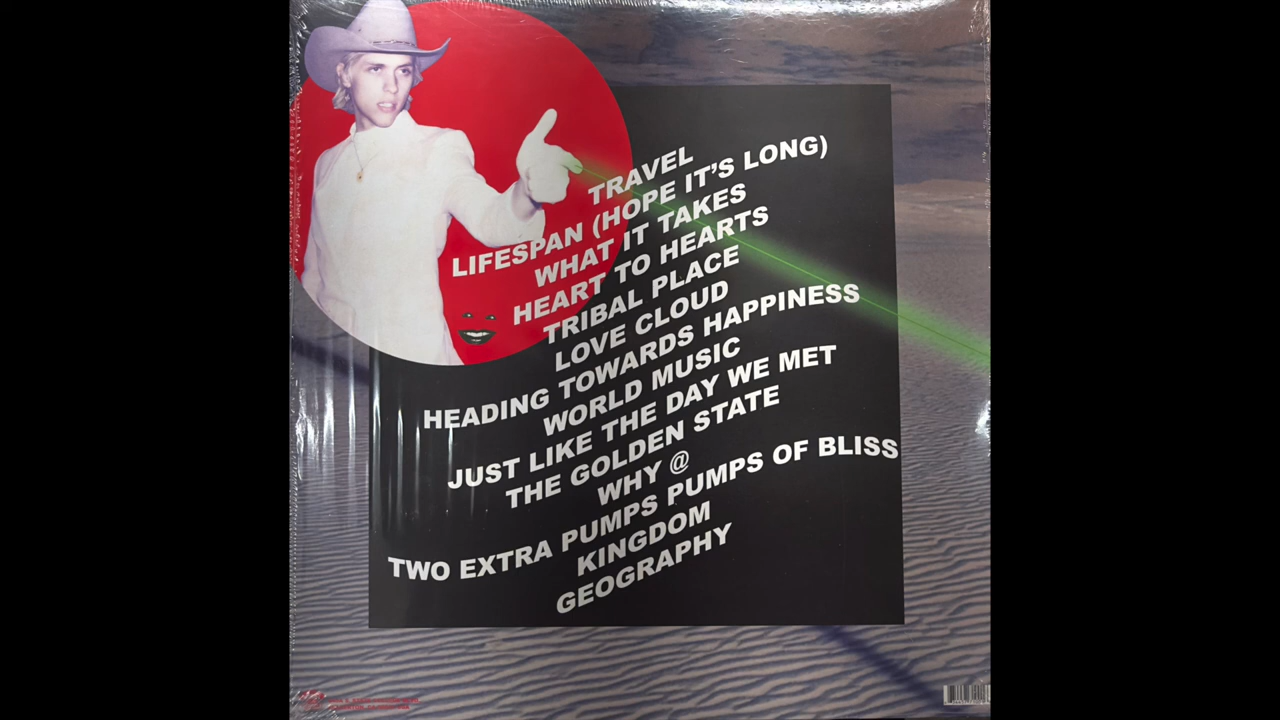 TRAVEL
LIFESPAN (HOPE IT'S LONG)
WHAT IT TAKES
HEART TO HEARTS
TRIBAL PLACE
LOVE CLOUD
HEADING TOWARDS HAPPINESS
WORLD MUSIC
JUST LIKE THE DAY WE MET
THE GOLDEN STATE
WHY @
TWO EXTRA PUMPS PUMPS OF BLISS
KINGDOM
GEOGRAPHY